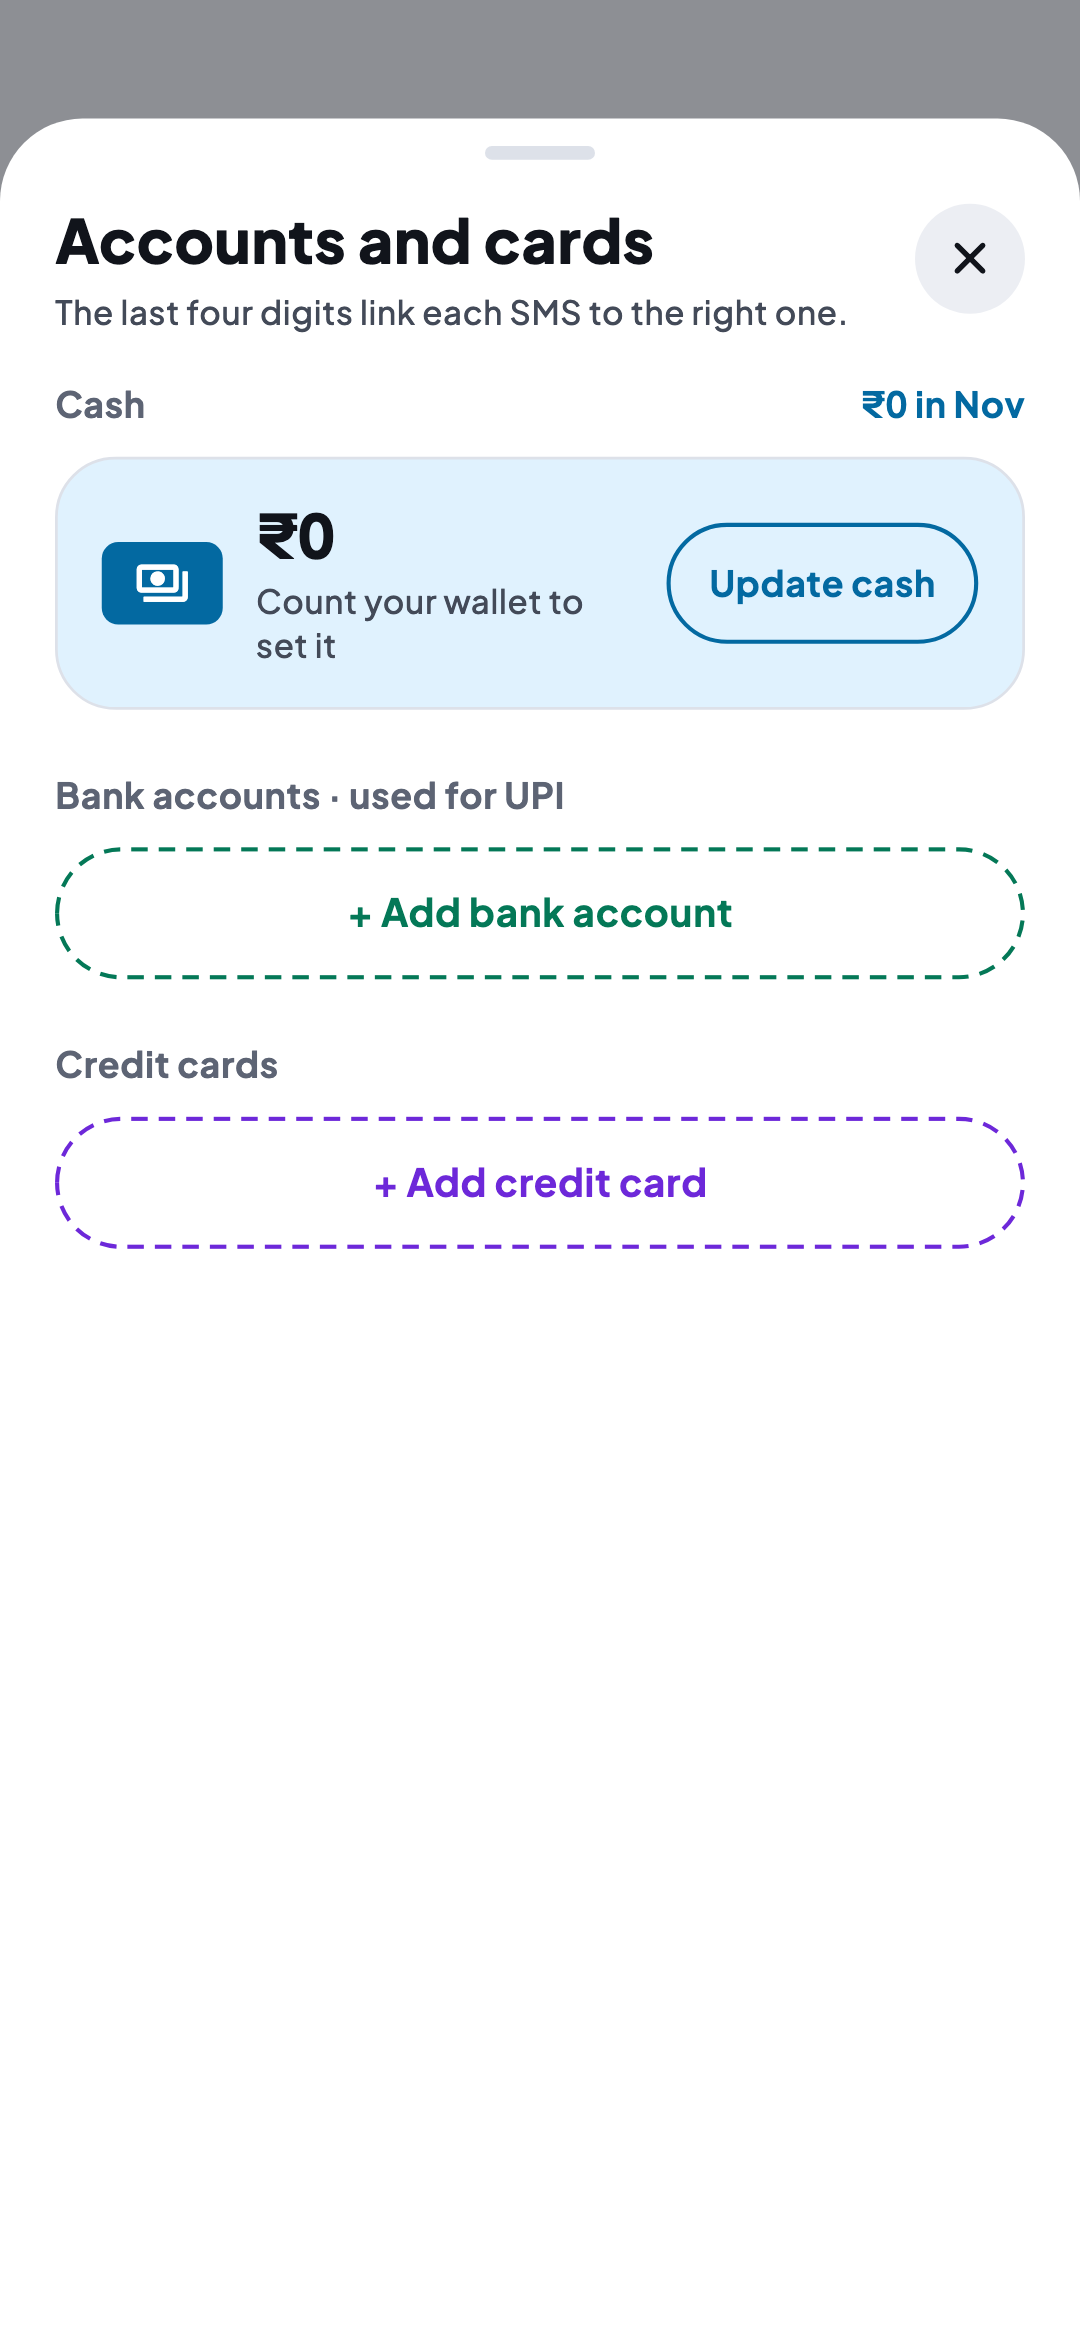 Accounts and cards
The last four digits link each SMS to the right one.
Cash
₹0 in Nov
₹0
Count your wallet to
set it
Update cash
Bank accounts · used for UPI
+ Add bank account
Credit cards
+ Add credit card